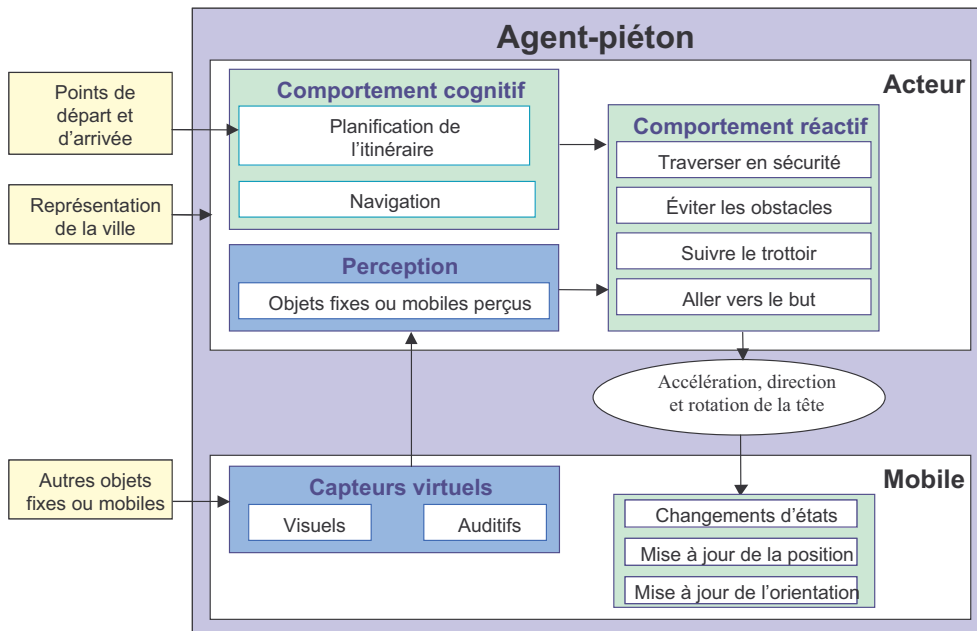 Agent-piéton
Acteur
Points de
départ et
d'arrivée
Représentation
de la ville
Comportement cognitif
Planification de
l'itinéraire
Navigation
Perception
Objets fixes ou mobiles perçus
Comportement réactif
Traverser en sécurité
Éviter les obstacles
Suivre le trottoir
Aller vers le but
Accélération, direction
et rotation de la tête
Autres objets
fixes ou mobiles
Mobile
Capteurs virtuels
Visuels
Auditifs
Changements d'états
Mise à jour de la position
Mise à jour de l'orientation